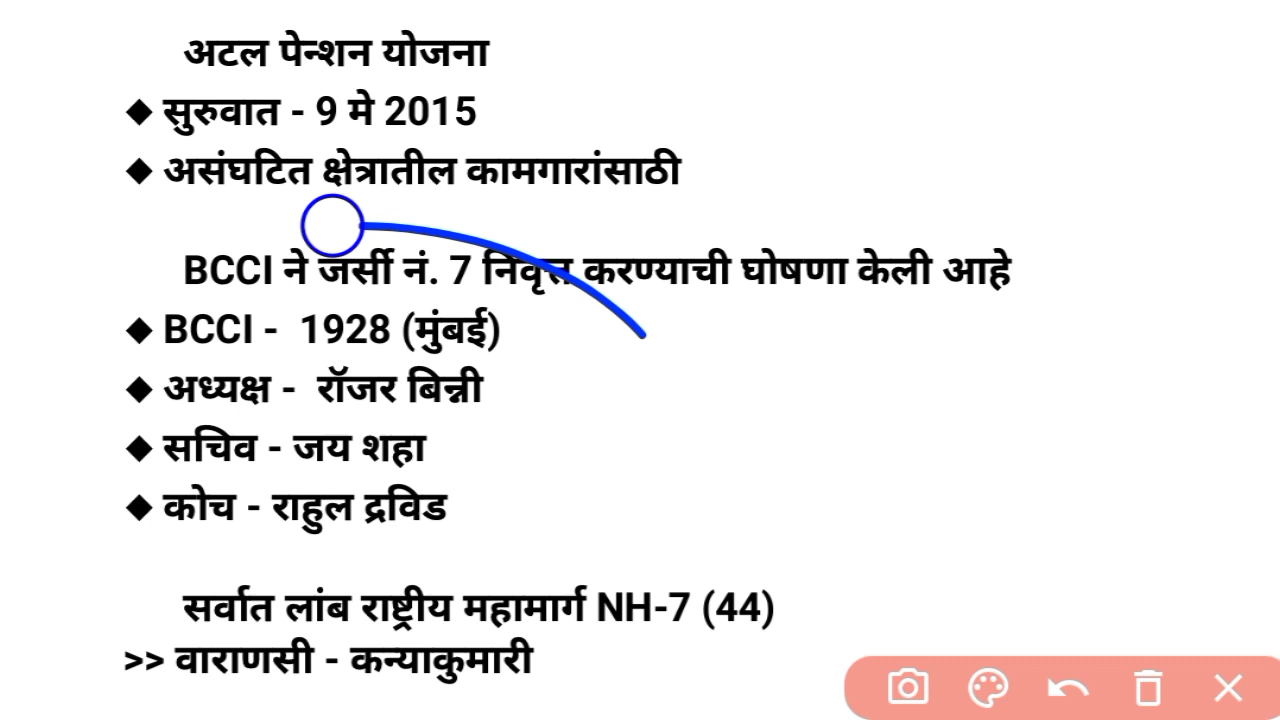 अटल पेन्शन योजना
◆ सुरुवात - 9 मे 2015
◆ असंघटित क्षेत्रातील कामगारांसाठी
BCCI ने जर्सी नं. 7 निवृत्त करण्याची घोषणा केली आहे
◆ BCCI - 1928 (मुंबई)
◆ अध्यक्ष - रॉजर बिन्नी
◆ सचिव - जय शहा
◆ कोच - राहुल द्रविड
सर्वात लांब राष्ट्रीय महामार्ग NH-7 (44)
>> वाराणसी - कन्याकुमारी